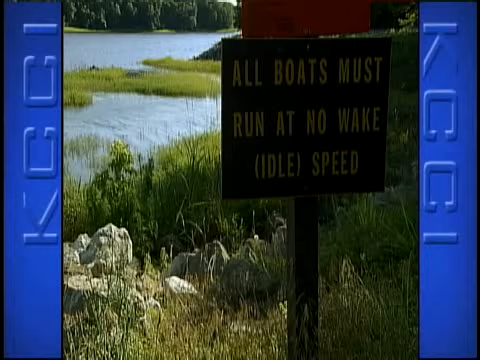 KCCI
ALL BOATS MUST
RUN AT NO WAKE
(IDLE) SPEED
KCCI